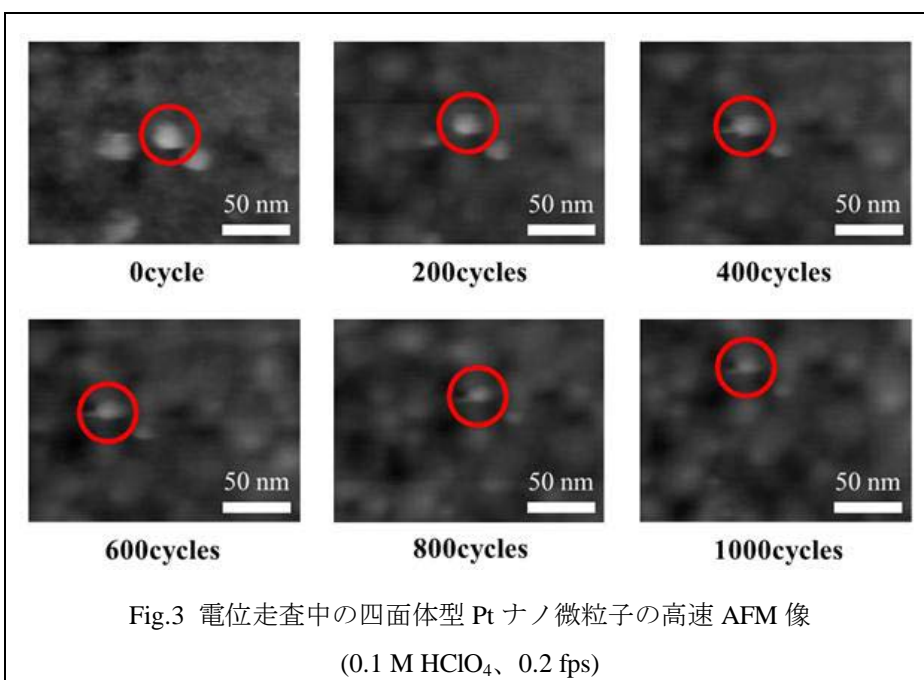 50 nm 50 nm 50 nm
0cycle 200cycles 400cycles
50 nm 50 nm 50 nm
600cycles 800cycles 1000cycles
Fig.3 電位走査中の四面体型 Pt ナノ微粒子の高速 AFM 像
(0.1 M HClO₄、0.2 fps)